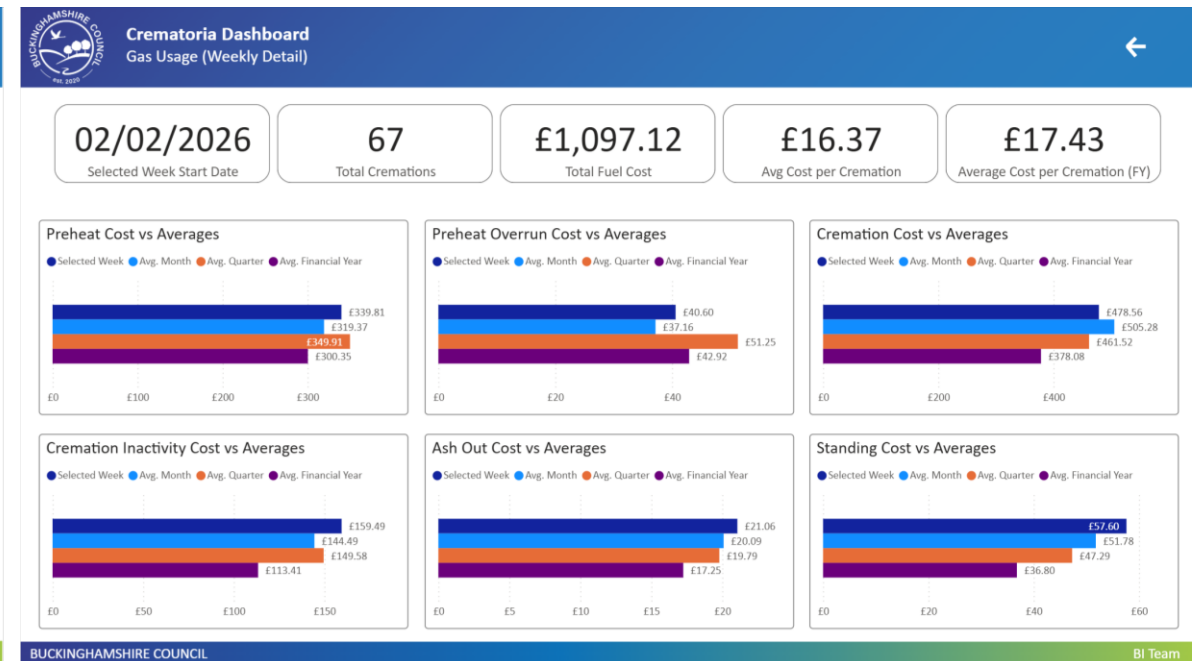 BUCKINGHAMSHIRE COUNCIL
est. 2020
Crematoria Dashboard
Gas Usage (Weekly Detail)
02/02/2026
Selected Week Start Date
67
Total Cremations
£1,097.12
Total Fuel Cost
£16.37
Avg Cost per Cremation
£17.43
Average Cost per Cremation (FY)
Preheat Cost vs Averages
Selected Week Avg. Month Avg. Quarter Avg. Financial Year
£339.81
£319.37
£349.91
£300.35
£0 £100 £200 £300
Preheat Overrun Cost vs Averages
Selected Week Avg. Month Avg. Quarter Avg. Financial Year
£40.60
£37.16
£51.25
£42.92
£0 £20 £40
Cremation Cost vs Averages
Selected Week Avg. Month Avg. Quarter Avg. Financial Year
£478.56
£505.28
£461.52
£378.08
£0 £200 £400
Cremation Inactivity Cost vs Averages
Selected Week Avg. Month Avg. Quarter Avg. Financial Year
£159.49
£144.49
£149.58
£113.41
£0 £50 £100 £150
Ash Out Cost vs Averages
Selected Week Avg. Month Avg. Quarter Avg. Financial Year
£21.06
£20.09
£19.79
£17.25
£0 £5 £10 £15 £20
Standing Cost vs Averages
Selected Week Avg. Month Avg. Quarter Avg. Financial Year
£57.60
£51.78
£47.29
£36.80
£0 £20 £40 £60
BUCKINGHAMSHIRE COUNCIL
BI Team